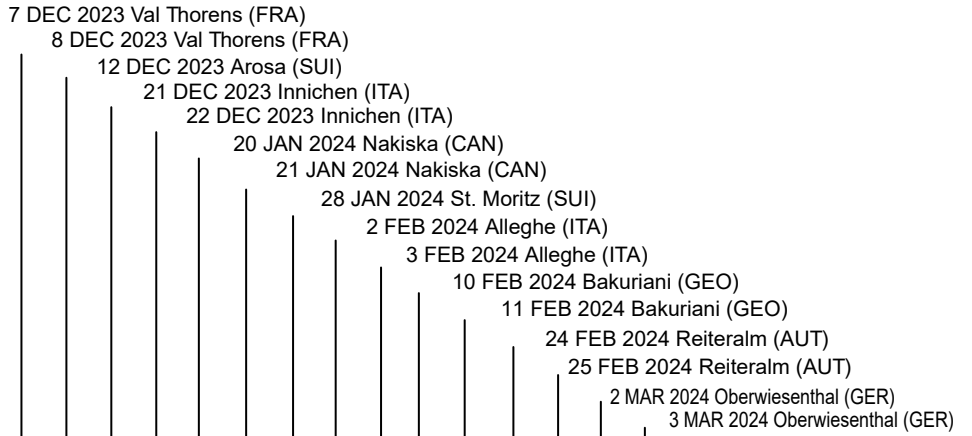 7 DEC 2023 Val Thorens (FRA)
8 DEC 2023 Val Thorens (FRA)
12 DEC 2023 Arosa (SUI)
21 DEC 2023 Innichen (ITA)
22 DEC 2023 Innichen (ITA)
20 JAN 2024 Nakiska (CAN)
21 JAN 2024 Nakiska (CAN)
28 JAN 2024 St. Moritz (SUI)
2 FEB 2024 Alleghe (ITA)
3 FEB 2024 Alleghe (ITA)
10 FEB 2024 Bakuriani (GEO)
11 FEB 2024 Bakuriani (GEO)
24 FEB 2024 Reiteralm (AUT)
25 FEB 2024 Reiteralm (AUT)
2 MAR 2024 Oberwiesenthal (GER)
3 MAR 2024 Oberwiesenthal (GER)